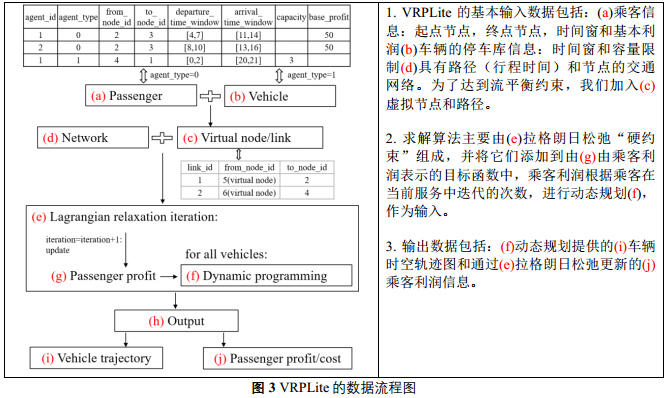 agent_id agent_type from_node_id to_node_id departure_time_window arrival_time_window capacity base_profit
1 0 2 3 [4,7] [11,14] 50
2 0 2 3 [8,10] [13,16] 50
1 1 4 1 [0,2] [20,21] 3
agent_type=0 agent_type=1
(a) Passenger (b) Vehicle
(d) Network (c) Virtual node/link
link_id from_node_id to_node_id
1 5(virtual node) 2
2 6(virtual node) 4
(e) Lagrangian relaxation iteration:
iteration=iteration+1:
update
for all vehicles:
(g) Passenger profit (f) Dynamic programming
(h) Output
(i) Vehicle trajectory (j) Passenger profit/cost
1. VRPLite 的基本输入数据包括：(a)乘客信
息：起点节点，终点节点，时间窗和基本利
润(b)车辆的停车库信息：时间窗和容量限
制(d)具有路径（行程时间）和节点的交通
网络。为了达到流平衡约束，我们加入(c)
虚拟节点和路径。
2. 求解算法主要由(e)拉格朗日松弛“硬约
束”组成，并将它们添加到由(g)由乘客利
润表示的目标函数中，乘客利润根据乘客在
当前服务中迭代的次数，进行动态规划(f)，
作为输入。
3. 输出数据包括：(f)动态规划提供的(i)车辆
时空轨迹图和通过(e)拉格朗日松弛更新的(j)
乘客利润信息。
图 3 VRPLite 的数据流程图